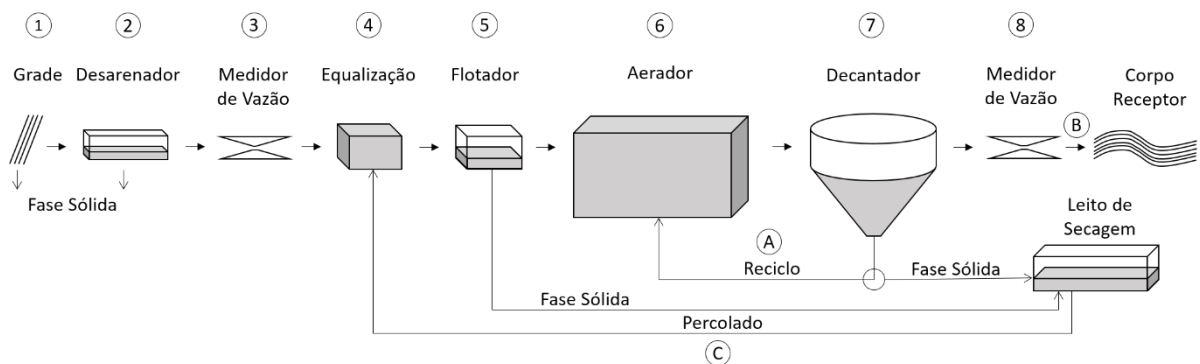 1
2
3
4
5
6
7
8
Grade
Desarenador
Medidor
de Vazão
Equalização
Flotador
Aerador
Decantador
Medidor
de Vazão
Corpo
Receptor
B
Fase Sólida
Leito de
Secagem
A
Reciclo
Fase Sólida
Fase Sólida
Percolado
C